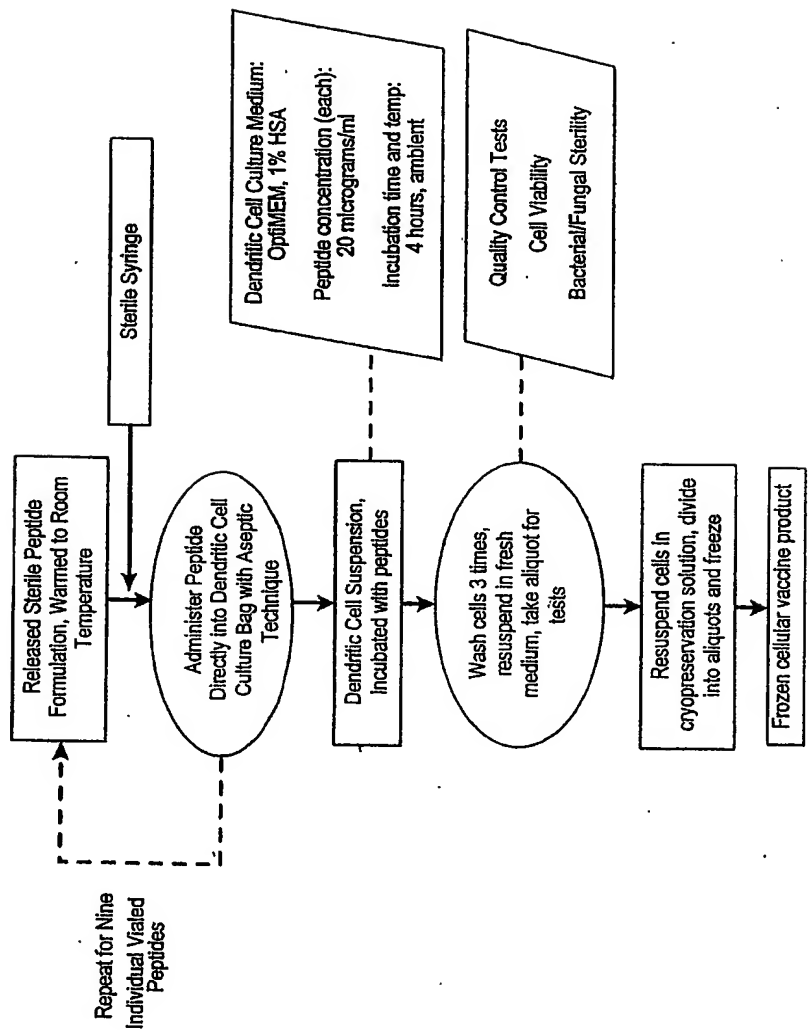 Repeat for Nine
Individual Vialed
Peptides
Released Sterile Peptide
Formulation, Warmed to Room
Temperature
Sterile Syringe
Administer Peptide
Directly into Dendritic Cell
Culture Bag with Aseptic
Technique
Dendritic Cell Suspension,
Incubated with peptides
Dendritic Cell Culture Medium:
OptiMEM, 1% HSA
Peptide concentration (each):
20 micrograms/ml
Incubation time and temp:
4 hours, ambient
Wash cells 3 times,
resuspend in fresh
medium, take aliquot for
tests
Quality Control Tests
Cell Viability
Bacterial/Fungal Sterility
Resuspend cells in
cryopreservation solution, divide
into aliquots and freeze
Frozen cellular vaccine product